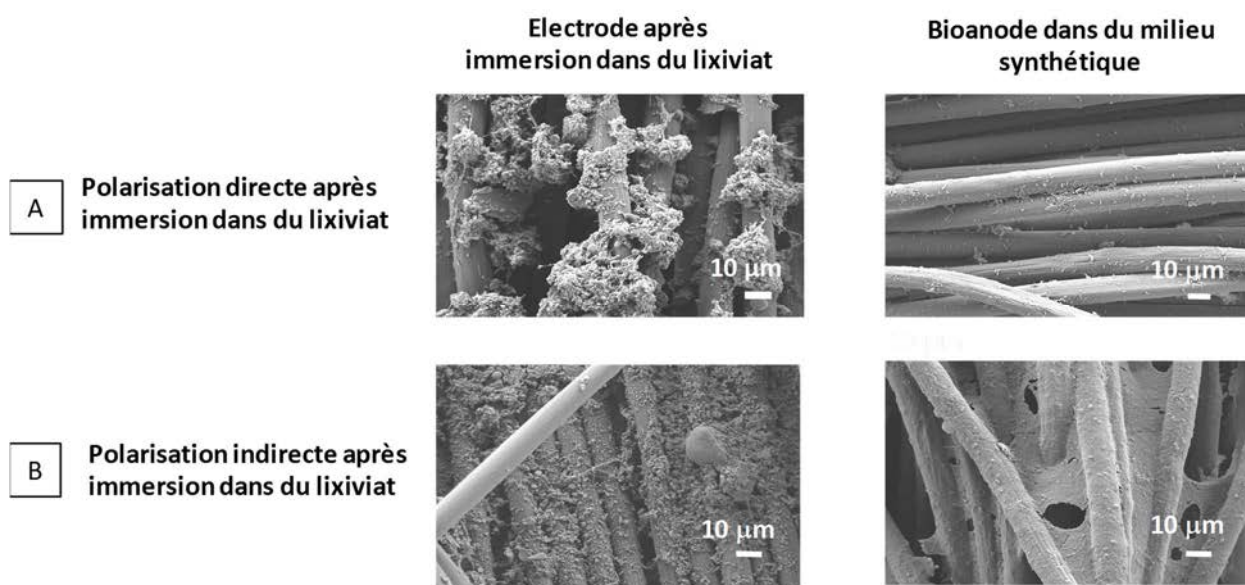 Electrode après
immersion dans du lixiviat
Bioanode dans du milieu
synthétique
A
Polarisation directe après
immersion dans du lixiviat
10 μm
10 μm
B
Polarisation indirecte après
immersion dans du lixiviat
10 μm
10 μm